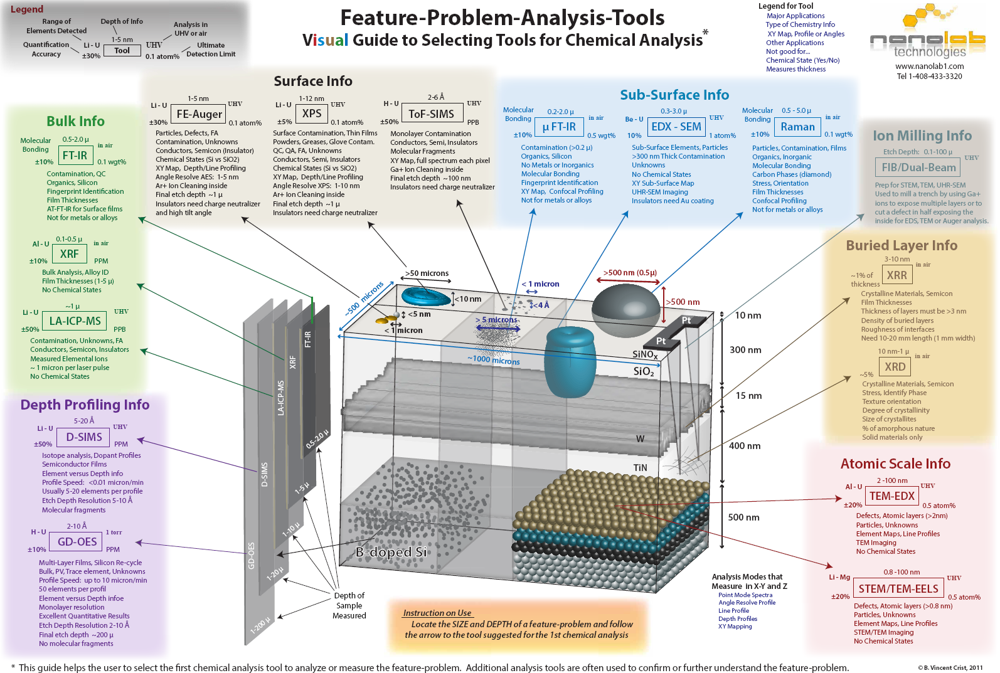 Legend
Range of
Elements Detected
Depth of Info
Analysis in
UHV or air
Quantification
Accuracy
1-5 nm
Li - U
Tool
UHV
±30%
0.1 atom%
Ultimate
Detection Limit
Feature-Problem-Analysis-Tools
Visual Guide to Selecting Tools for Chemical Analysis*
Legend for Tool
Major Applications
Type of Chemistry Info
XY Map, Profile or Angles
Other Applications
Not good for...
Chemical State (Yes/No)
Measures thickness
nanolab
technologies
www.nanolab1.com
Tel 1-408-433-3320
Bulk Info
Molecular
Bonding
0.5-2.0 µ
FT-IR
in air
±10%
0.1 wgt%
Contamination, QC
Organics, Silicon
Fingerprint Identification
Film Thicknesses
AT-FT-IR for Surface films
Not for metals or alloys
Al - U
0.1-0.5 µ
XRF
in air
±10%
PPM
Bulk Analysis, Alloy ID
Film Thicknesses (1-5 µ)
No Chemical States
Li - U
~1 µ
LA-ICP-MS
UHV
±50%
PPB
Contamination, Unknowns, FA
Conductors, Semicon, Insulators
Measured Elemental Ions
~ 1 micron per laser pulse
No Chemical States
Surface Info
1-5 nm
Li - U
FE-Auger
UHV
±30%
0.1 atom%
Particles, Defects, FA
Contamination, Unknowns
Conductors, Semicon (Insulator)
Chemical States (Si vs SiO2)
XY Map, Depth/Line Profiling
Angle Resolve AES: 1-5 nm
Ar+ Ion Cleaning inside
Final etch depth ~1 µ
Insulators need charge neutralizer
and high tilt angle
1-12 nm
Li - U
XPS
UHV
±5%
0.1 atom%
Surface Contamination, Thin Films
Powders, Greases, Glove Contam.
QC, QA, FA, Unknowns
Conductors, Semi, Insulators
Chemical States (Si vs SiO2)
XY Map, Depth/Line Profiling
Angle Resolve XPS: 1-10 nm
Ar+ Ion Cleaning inside
Final etch depth ~1 µ
Insulators need charge neutralizer
2-6 Å
H - U
ToF-SIMS
UHV
±50%
PPB
Monolayer Contamination
Conductors, Semi, Insulators
Molecular Fragments
XY Map, full spectrum each pixel
Ga+ Ion Cleaning inside
Final etch depth ~100 nm
Insulators need charge neutralizer
Sub-Surface Info
Molecular
Bonding
0.2-2.0 µ
µ FT-IR
in air
±10%
0.5 wgt%
Contamination (>0.2 µ)
Organics, Silicon
No Metals or Inorganics
Molecular Bonding
Fingerprint Identification
XY Map, Confocal Profiling
Not for metals or alloys
0.3-3.0 µ
Be - U
EDX - SEM
UHV
10%
1 atom%
Sub-Surface Elements, Particles
>300 nm Thick Contamination
Unknowns
No Chemical States
XY Sub-Surface Map
UHR-SEM Imaging
Insulators need Au coating
Molecular
Bonding
0.5 - 5.0 µ
Raman
in air
±10%
0.1 wgt%
Particles, Contamination, Films
Organics, Inorganic
Molecular Bonding
Carbon Phases (diamond)
Stress, Orientation
Film Thicknesses
Confocal Profiling
Not for metals or alloys
Ion Milling Info
Etch Depth: 0.1-100 µ
FIB/Dual-Beam
UHV
Prep for STEM, TEM, UHR-SEM
Used to mill a trench by using Ga+
ions to expose multiple layers or to
cut a defect in half exposing the
inside for EDS, TEM or Auger analysis.
Buried Layer Info
3-10 nm
~1% of
thickness
XRR
in air
Crystalline Materials, Semicon
Film Thicknesses
Thickness of layers must be >3 nm
Density of buried layers
Roughness of interfaces
Need 10-20 mm length (1 mm width)
10 nm-1 µ
~5%
XRD
in air
Crystalline Materials, Semicon
Stress, Identify Phase
Texture orientation
Degree of crystallinity
Size of crystallites
% of amorphous nature
Solid materials only
Depth Profiling Info
5-20 Å
Li - U
D-SIMS
UHV
±50%
PPM
Isotope analysis, Dopant Profiles
Semiconductor Films
Element versus Depth info
Profile Speed: <0.01 micron/min
Usually 5-20 elements per profile
Etch Depth Resolution 5-10 Å
Molecular fragments
2-10 Å
H - U
GD-OES
1 torr
±10%
PPM
Multi-Layer Films, Silicon Re-cycle
Bulk, PV, Trace element, Unknowns
Profile Speed: up to 10 micron/min
50 elements per profil
Element versus Depth infoe
Monolayer resolution
Excellent Quantitative Results
Etch Depth Resolution 2-10 Å
Final etch depth ~200 µ
No molecular fragments
Atomic Scale Info
2 -100 nm
Al - U
TEM-EDX
UHV
±20%
0.5 atom%
Defects, Atomic layers (>2nm)
Particles, Unknowns
Element Maps, Line Profiles
TEM Imaging
No Chemical States
0.8 -100 nm
Li - Mg
STEM/TEM-EELS
UHV
±20%
0.5 atom%
Defects, Atomic layers (>0.8 nm)
Particles, Unknowns
Element Maps, Line Profiles
STEM/TEM Imaging
No Chemical States
>50 microns
~500 microns
<10 nm
<5 nm
< 1 micron
< 1 micron
<4 Å
> 5 microns
~1000 microns
>500 nm (0.5µ)
>500 nm
Pt
Pt
SiNOx
SiO2
W
TiN
B-doped Si
10 nm
300 nm
15 nm
400 nm
500 nm
FT-IR
XRF
LA-ICP-MS
D-SIMS
GD-OES
0.5-2.0 µ
1-5 µ
1-10 µ
1-20 µ
1-200 µ
Depth of
Sample
Measured
Analysis Modes that
Measure in X-Y and Z
Point Mode Spectra
Angle Resolve Profile
Line Profile
Depth Profiles
XY Mapping
Instruction on Use
Locate the SIZE and DEPTH of a feature-problem and follow
the arrow to the tool suggested for the 1st chemical analysis
* This guide helps the user to select the first chemical analysis tool to analyze or measure the feature-problem. Additional analysis tools are often used to confirm or further understand the feature-problem.
© B. Vincent Crist, 2011